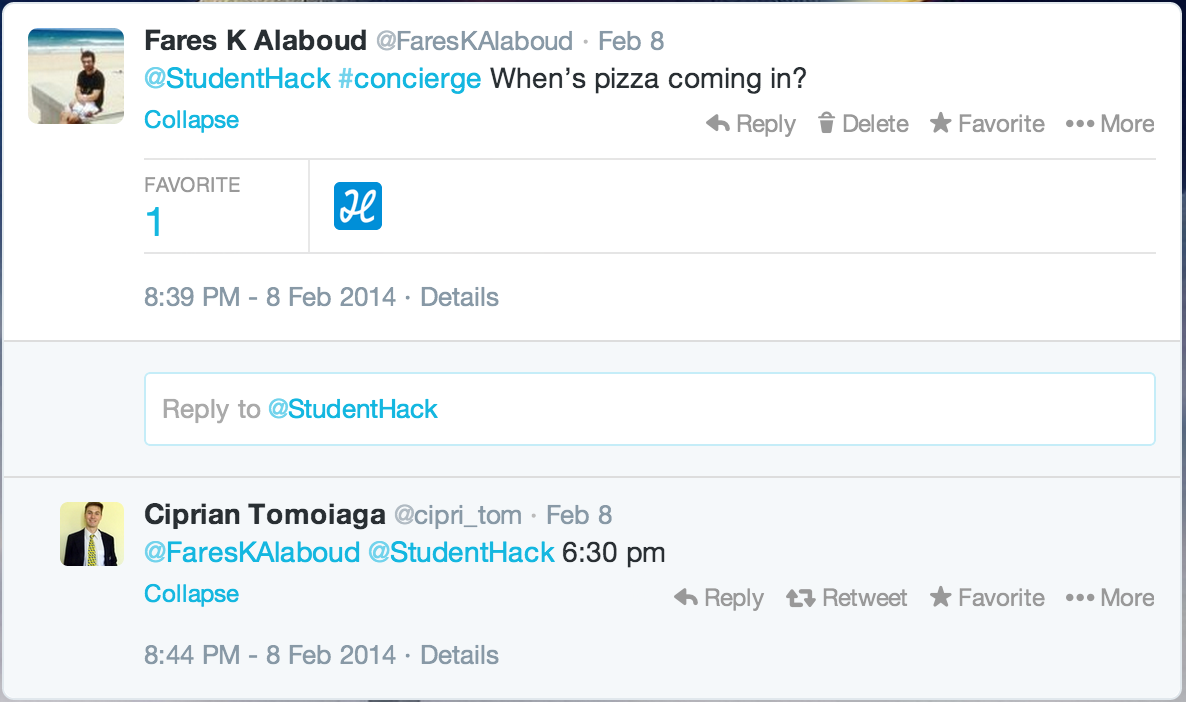 Fares K Alaboud @FaresKAlaboud · Feb 8
@StudentHack #concierge When's pizza coming in?
Collapse Reply Delete Favorite ••• More
FAVORITE
1
8:39 PM - 8 Feb 2014 · Details
Reply to @StudentHack
Ciprian Tomoiaga @cipri_tom · Feb 8
@FaresKAlaboud @StudentHack 6:30 pm
Collapse Reply Retweet Favorite ••• More
8:44 PM - 8 Feb 2014 · Details